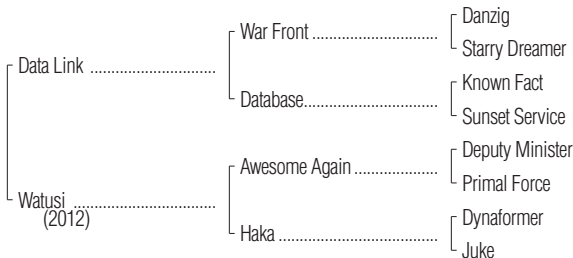 Danzig
War Front ........................................
Starry Dreamer
Data Link ........................................
Known Fact
Database........................................
Sunset Service
Deputy Minister
Awesome Again ........................
Primal Force
Watusi ........................................
(2012)
Dynaformer
Haka ........................................
Juke